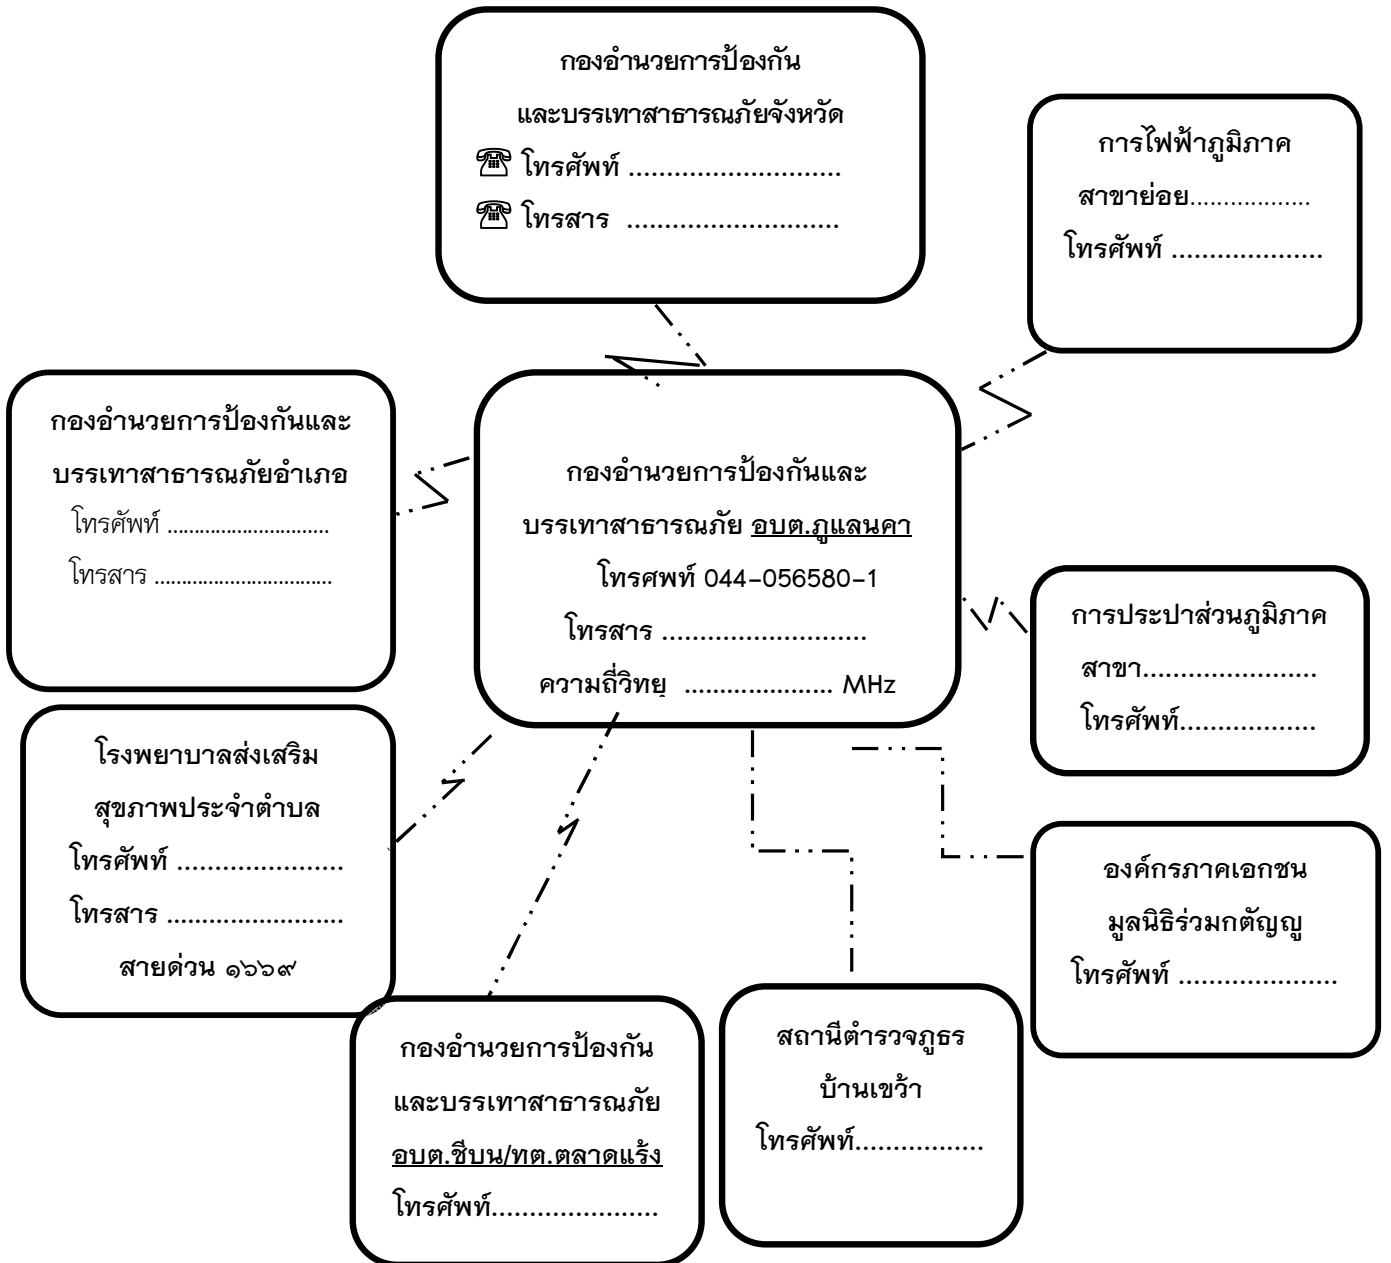 กองอำนวยการป้องกัน
และบรรเทาสาธารณภัยจังหวัด
☎ โทรศัพท์ ............................
☎ โทรสาร ............................
การไฟฟ้าภูมิภาค
สาขาย่อย..................
โทรศัพท์ .....................
กองอำนวยการป้องกันและ
บรรเทาสาธารณภัยอำเภอ
โทรศัพท์ ..............................
โทรสาร .................................
กองอำนวยการป้องกันและ
บรรเทาสาธารณภัย อบต.ภูแลนคา
โทรศพท์ 044-056580-1
โทรสาร .............................
ความถี่วิทยุ ..................... MHz
การประปาส่วนภูมิภาค
สาขา.........................
โทรศัพท์...................
โรงพยาบาลส่งเสริม
สุขภาพประจำตำบล
โทรศัพท์ ........................
โทรสาร .........................
สายด่วน ๑๖๖๙
องค์กรภาคเอกชน
มูลนิธิร่วมกตัญญู
โทรศัพท์ .......................
กองอำนวยการป้องกัน
และบรรเทาสาธารณภัย
อบต.ชีบน/ทต.ตลาดแร้ง
โทรศัพท์.......................
สถานีตำรวจภูธร
บ้านเขว้า
โทรศัพท์.................